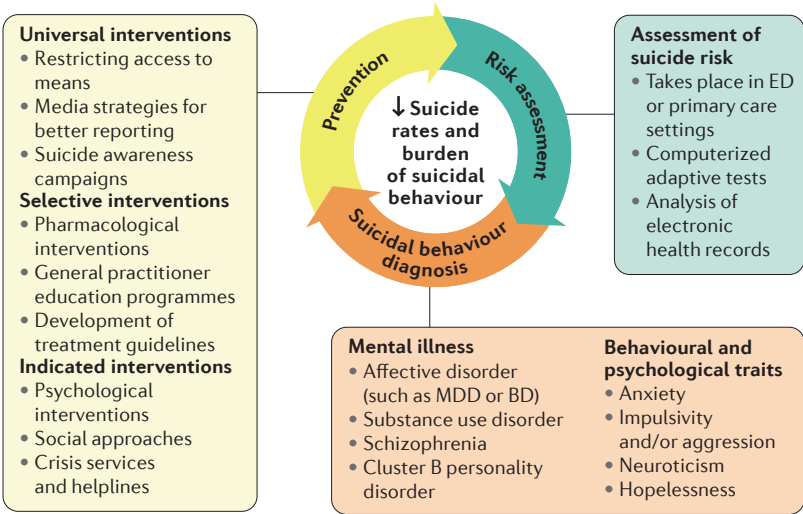 Universal interventions
• Restricting access to
means
• Media strategies for
better reporting
• Suicide awareness
campaigns
Selective interventions
• Pharmacological
interventions
• General practitioner
education programmes
• Development of
treatment guidelines
Indicated interventions
• Psychological
interventions
• Social approaches
• Crisis services
and helplines
Prevention
Risk assessment
Suicidal behaviour
diagnosis
↓ Suicide
rates and
burden
of suicidal
behaviour
Assessment of
suicide risk
• Takes place in ED
or primary care
settings
• Computerized
adaptive tests
• Analysis of
electronic
health records
Mental illness
• Affective disorder
(such as MDD or BD)
• Substance use disorder
• Schizophrenia
• Cluster B personality
disorder
Behavioural and
psychological traits
• Anxiety
• Impulsivity
and/or aggression
• Neuroticism
• Hopelessness